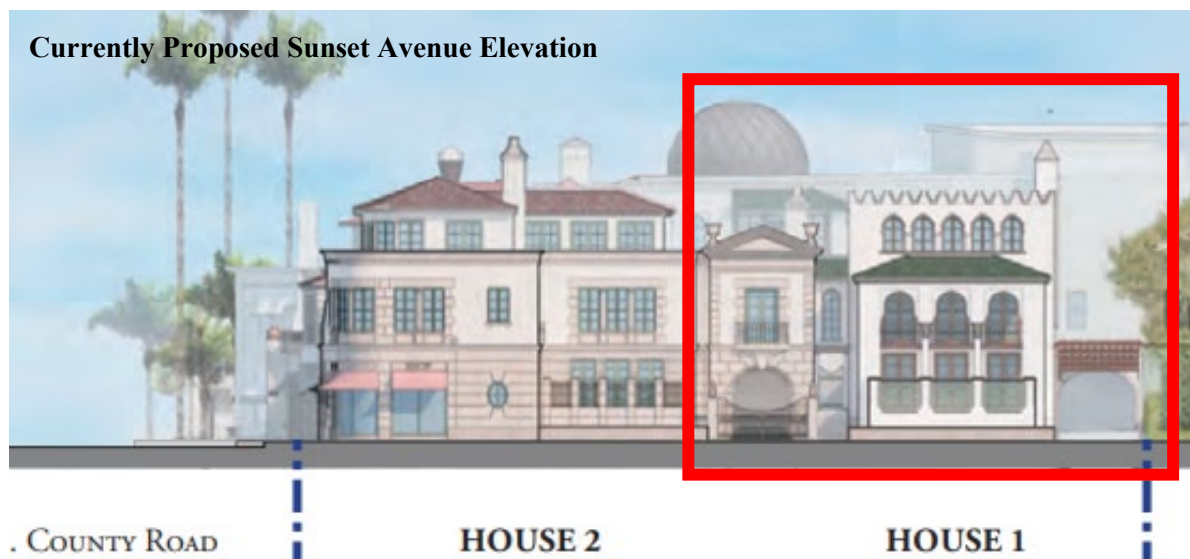 Currently Proposed Sunset Avenue Elevation
. COUNTY ROAD
HOUSE 2
HOUSE 1